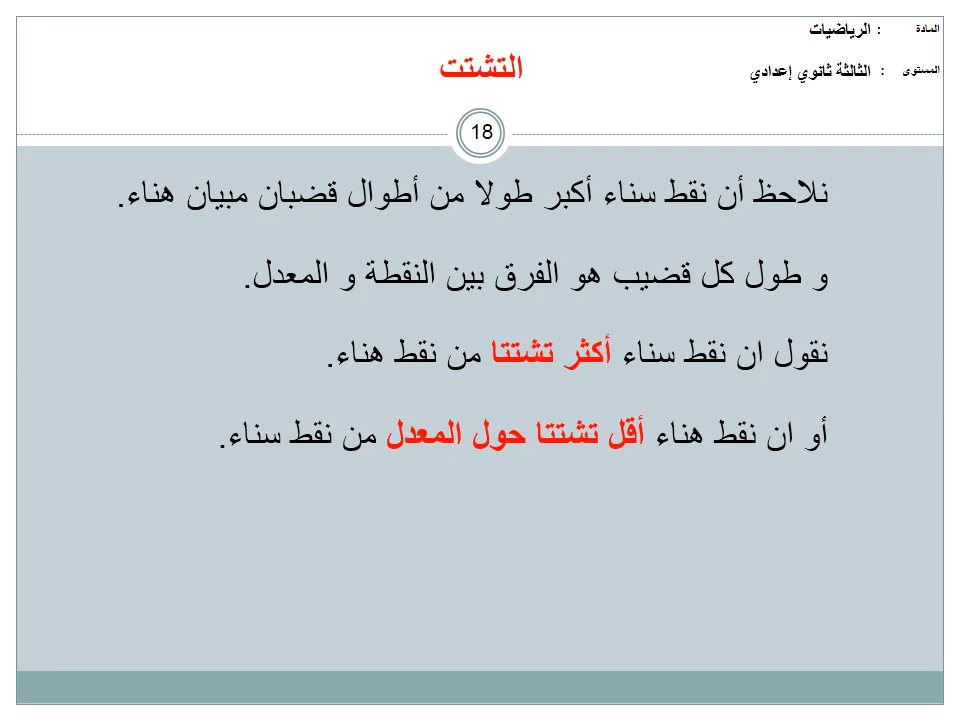 المادة : الرياضيات
المستوى : الثالثة ثانوي إعدادي
التشتت
18
نلاحظ أن نقط سناء أكبر طولا من أطوال قضبان مبيان هناء.
و طول كل قضيب هو الفرق بين النقطة و المعدل.
نقول ان نقط سناء أكثر تشتتا من نقط هناء.
أو ان نقط هناء أقل تشتتا حول المعدل من نقط سناء.